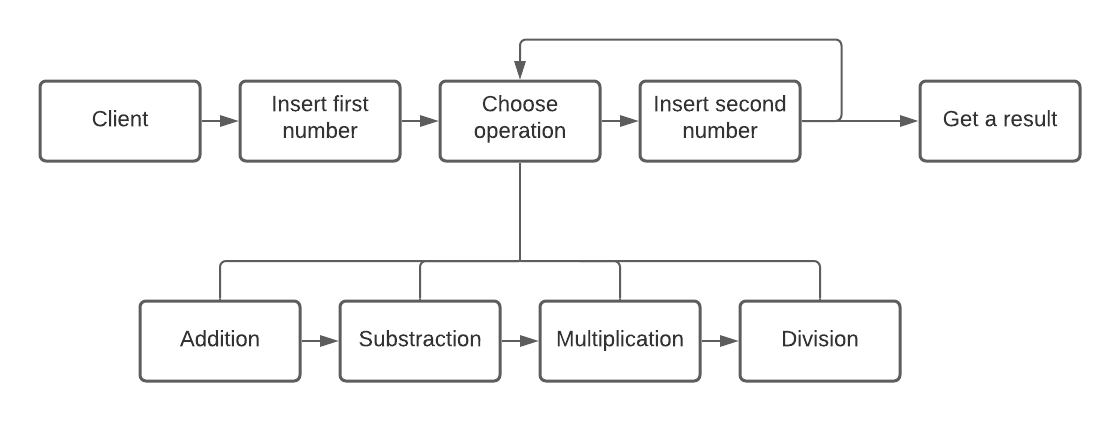 Client
Insert first
number
Choose
operation
Insert second
number
Get a result
Addition
Substraction
Multiplication
Division